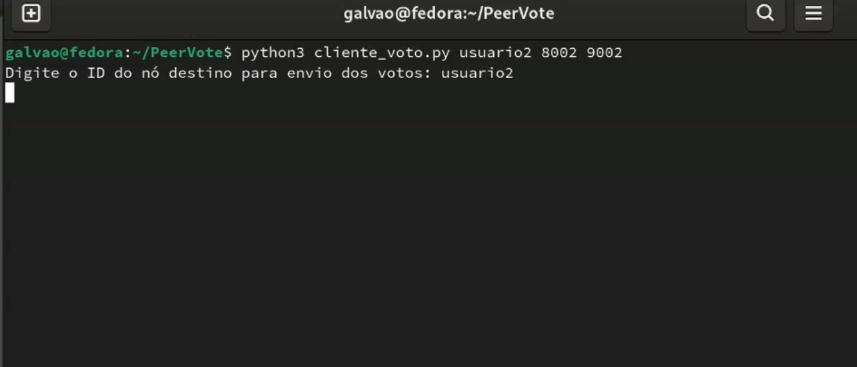 galvao@fedora:~/PeerVote
galvao@fedora:~/PeerVote$ python3 cliente_voto.py usuario2 8002 9002
Digite o ID do nó destino para envio dos votos: usuario2